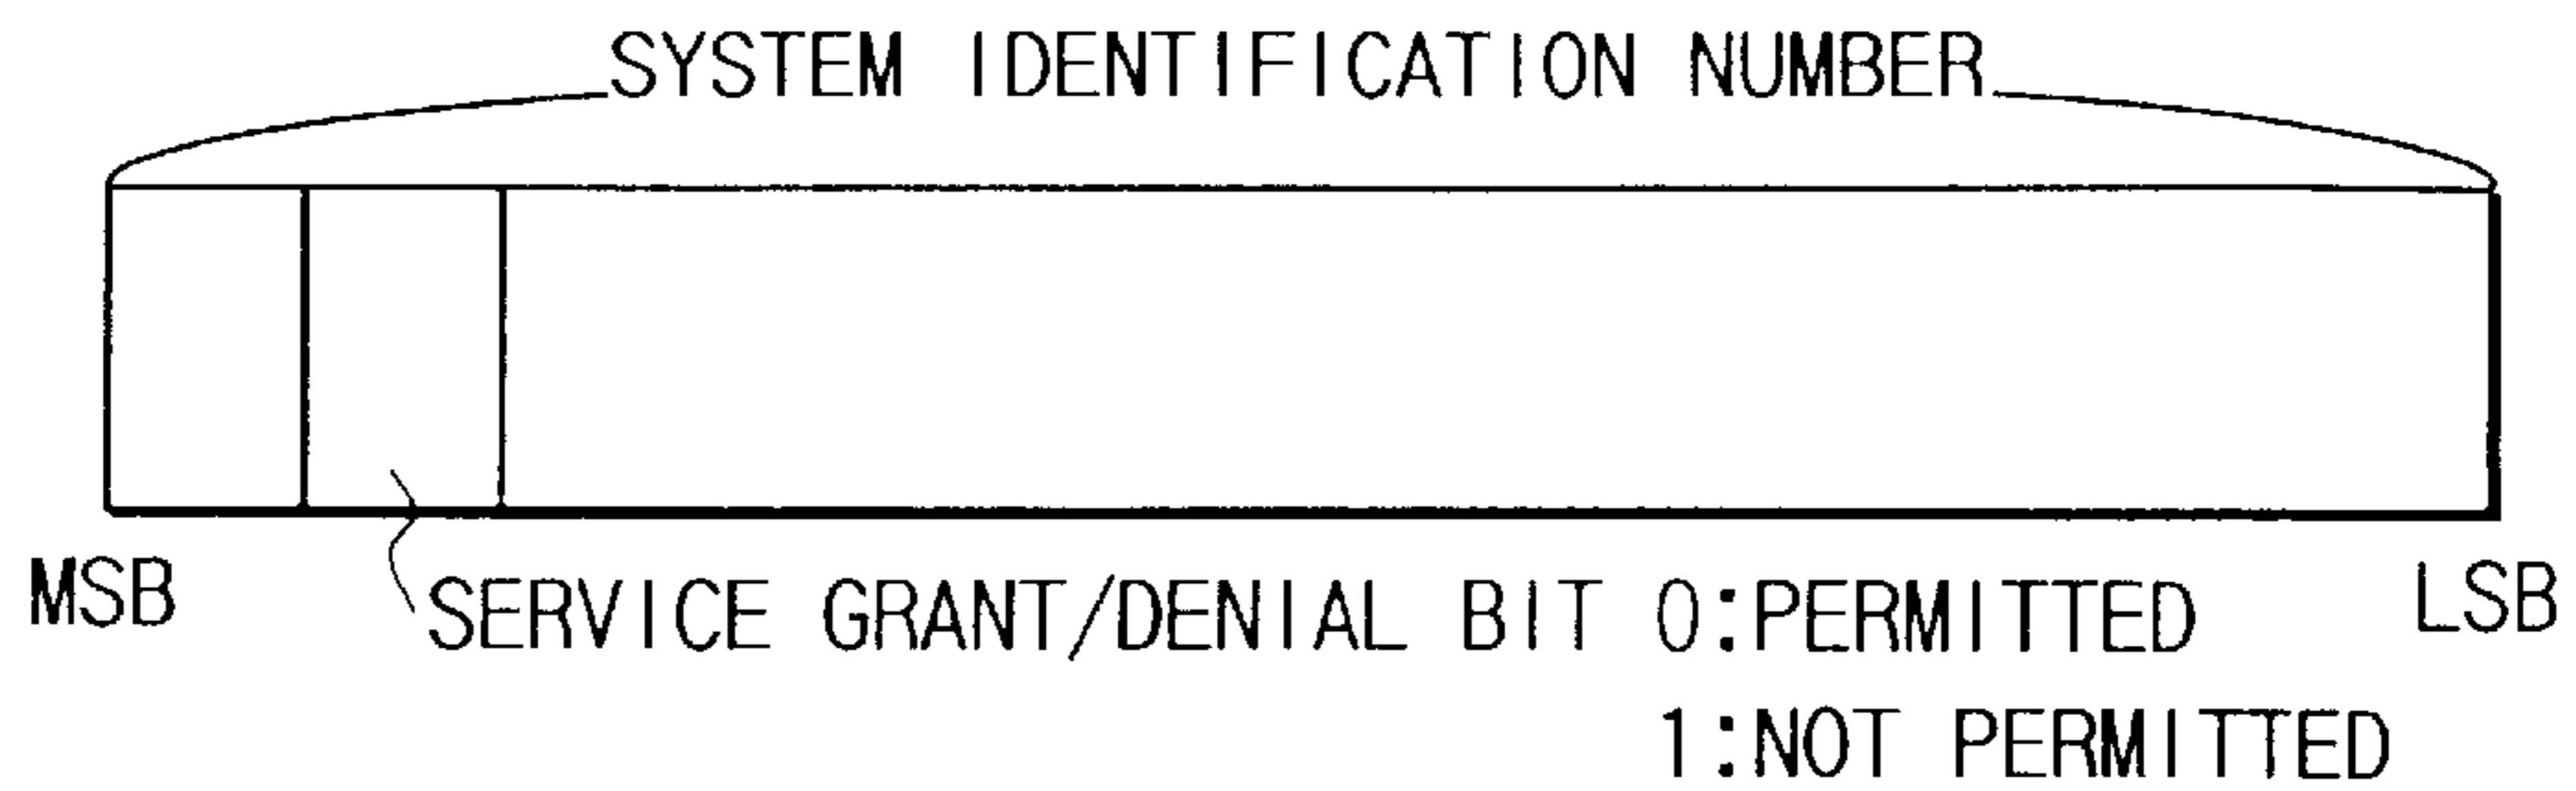 SYSTEM IDENTIFICATION NUMBER
MSB
LSB
SERVICE GRANT/DENIAL BIT 0:PERMITTED
1:NOT PERMITTED